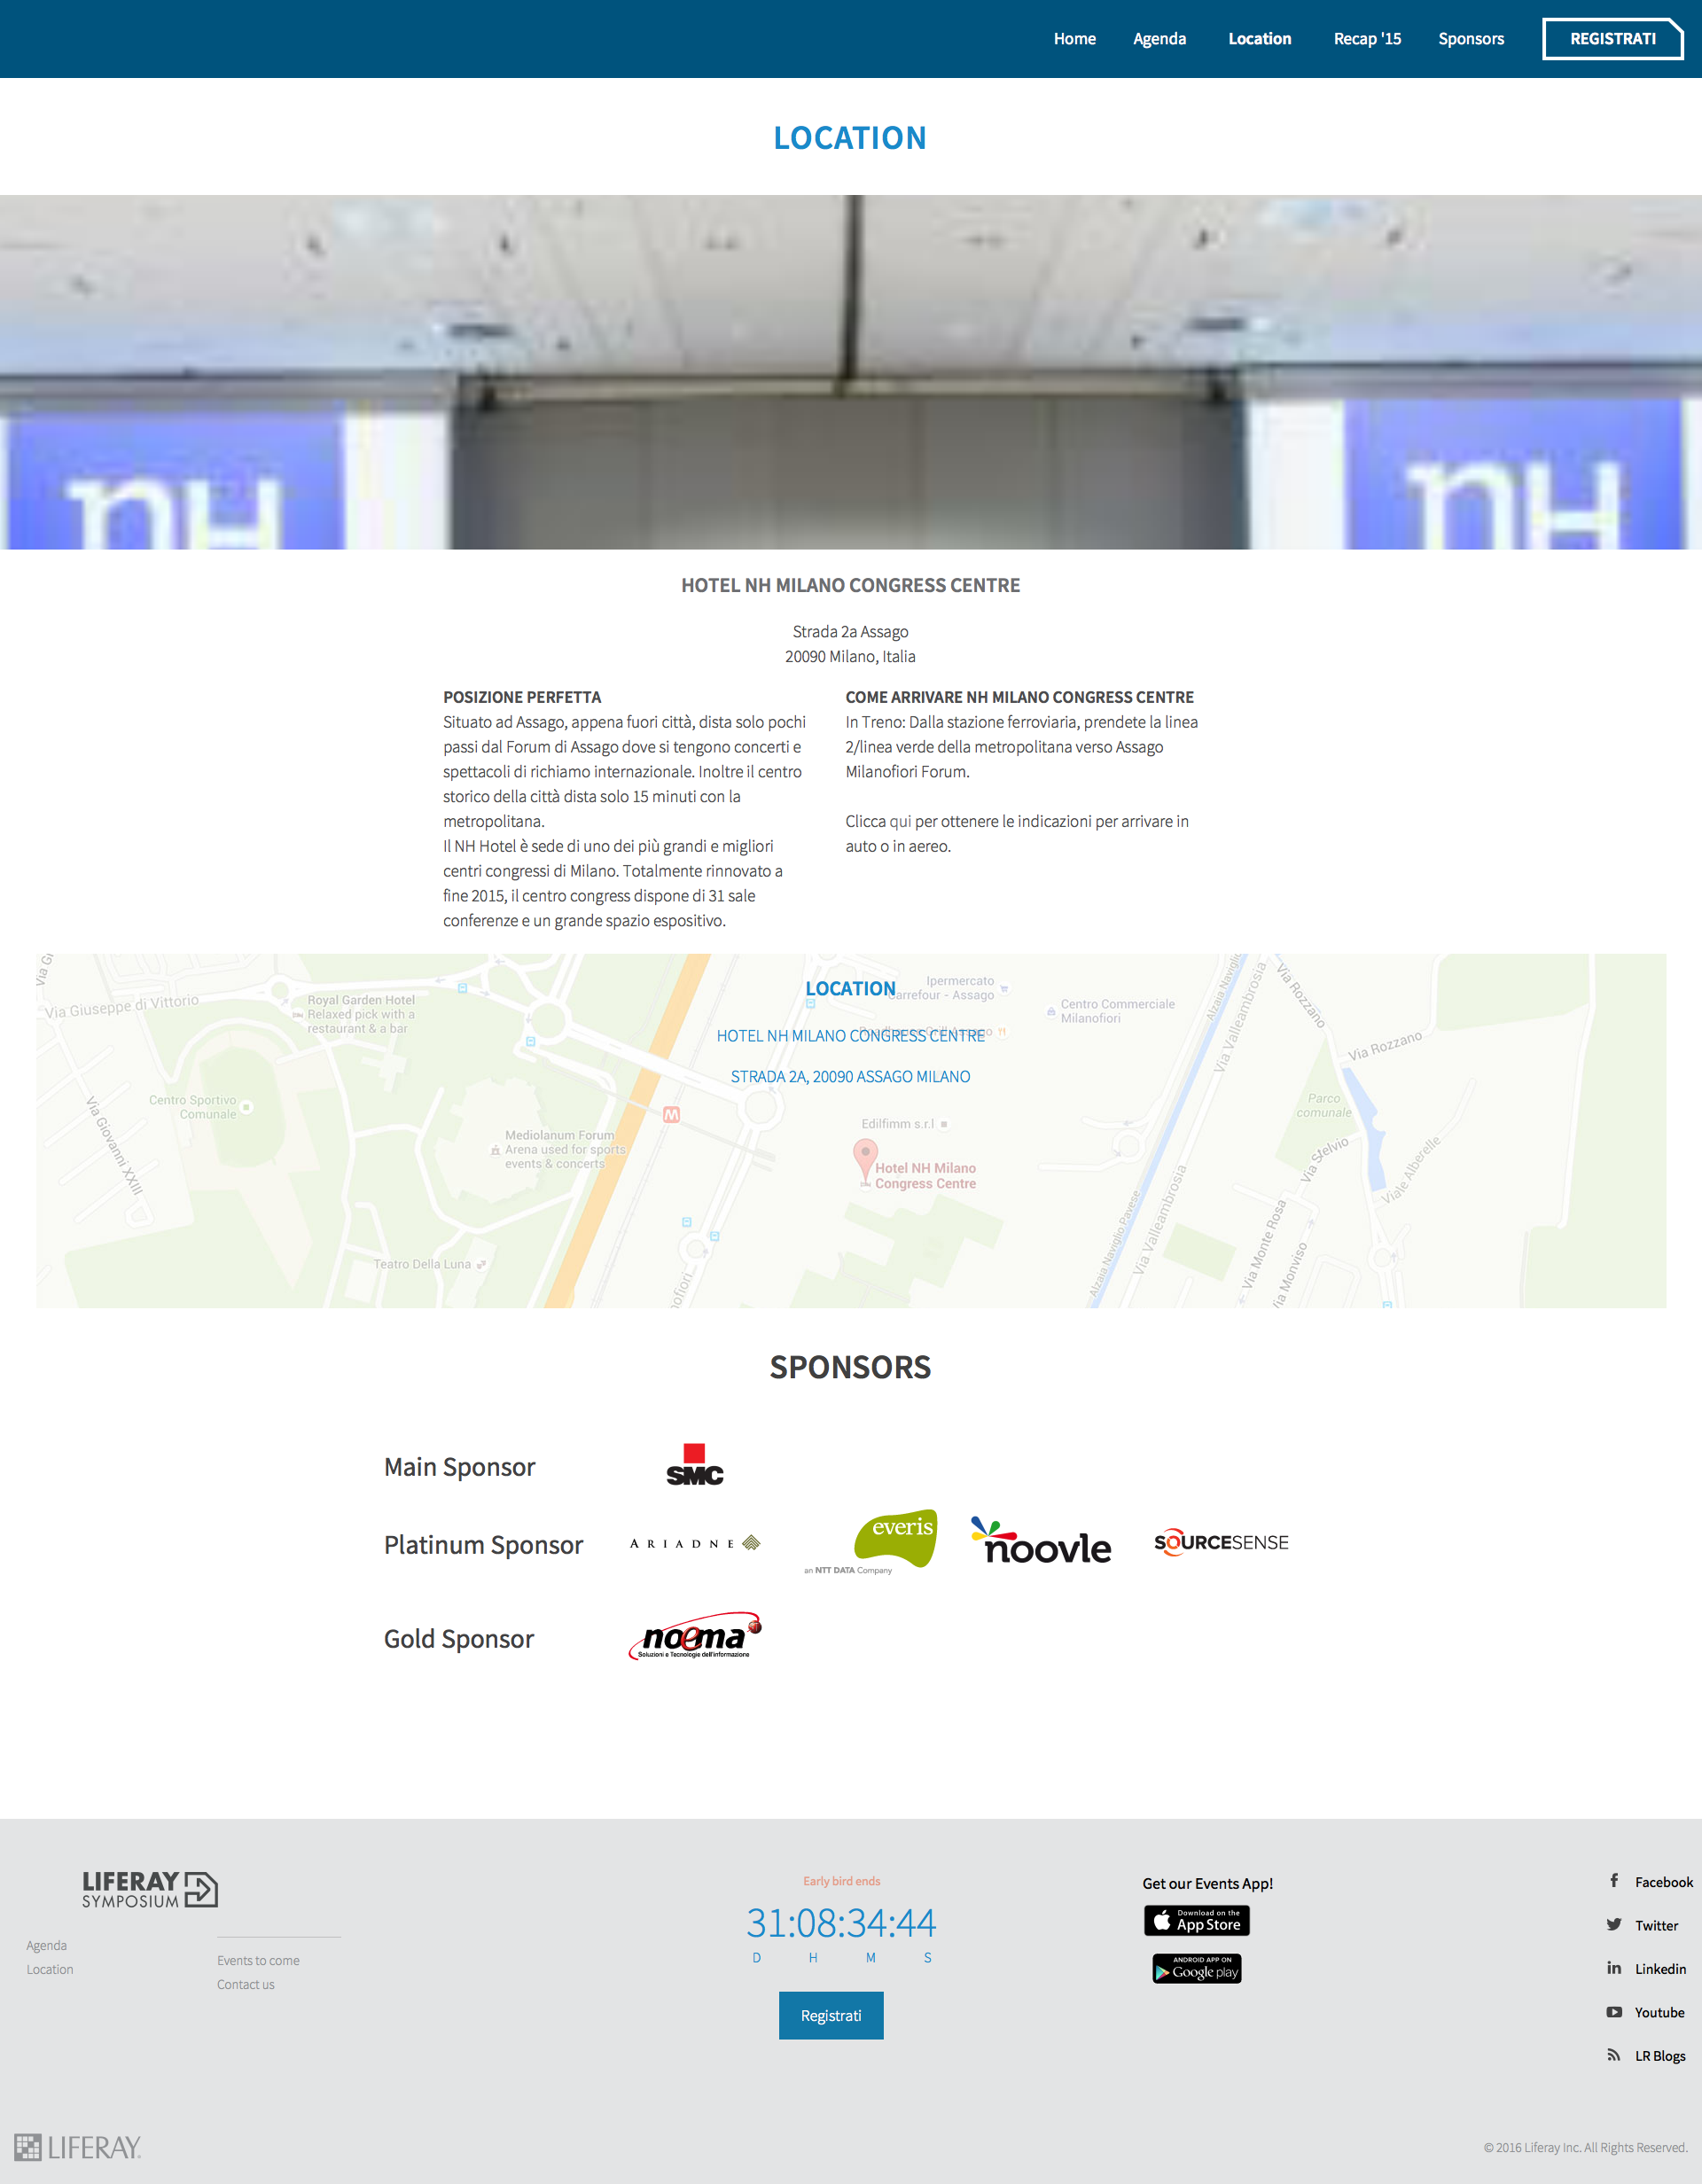 Home Agenda Location Recap '15 Sponsors REGISTRATI
LOCATION
nH nH
HOTEL NH MILANO CONGRESS CENTRE
Strada 2a Assago
20090 Milano, Italia
POSIZIONE PERFETTA
Situato ad Assago, appena fuori città, dista solo pochi
passi dal Forum di Assago dove si tengono concerti e
spettacoli di richiamo internazionale. Inoltre il centro
storico della città dista solo 15 minuti con la
metropolitana.
Il NH Hotel è sede di uno dei più grandi e migliori
centri congressi di Milano. Totalmente rinnovato a
fine 2015, il centro congress dispone di 31 sale
conferenze e un grande spazio espositivo.
COME ARRIVARE NH MILANO CONGRESS CENTRE
In Treno: Dalla stazione ferroviaria, prendete la linea
2/linea verde della metropolitana verso Assago
Milanofiori Forum.
Clicca qui per ottenere le indicazioni per arrivare in
auto o in aereo.
LOCATION
HOTEL NH MILANO CONGRESS CENTRE
STRADA 2A, 20090 ASSAGO MILANO
Via Giuseppe di Vittorio
Royal Garden Hotel
Relaxed pick with a
restaurant & a bar
Ipermercato
Carrefour - Assago
Centro Commerciale
Milanofiori
Alzaia Naviglio
Via Valleambrosia
Via Rozzano
Via Rozzano
Centro Sportivo
Comunale
Via Giovanni XXIII
Mediolanum Forum
Arena used for sports
events & concerts
M
Edilfimm s.r.l
Hotel NH Milano
Congress Centre
Parco
comunale
Via Stelvio
Viale Alberelle
Teatro Della Luna
Alzaia Naviglio Pavese
Via Valleambrosia
Via Monte Rosa
Via Monviso
SPONSORS
Main Sponsor
SMC
Platinum Sponsor
ARIADNE
everis
an NTT DATA Company
noovle
SOURCESENSE
Gold Sponsor
noema
Soluzioni e Tecnologie dell'informazione
LIFERAY
SYMPOSIUM
Agenda
Location
Events to come
Contact us
Early bird ends
31:08:34:44
D H M S
Registrati
Get our Events App!
Download on the
App Store
ANDROID APP ON
Google play
Facebook
Twitter
Linkedin
Youtube
LR Blogs
LIFERAY
© 2016 Liferay Inc. All Rights Reserved.